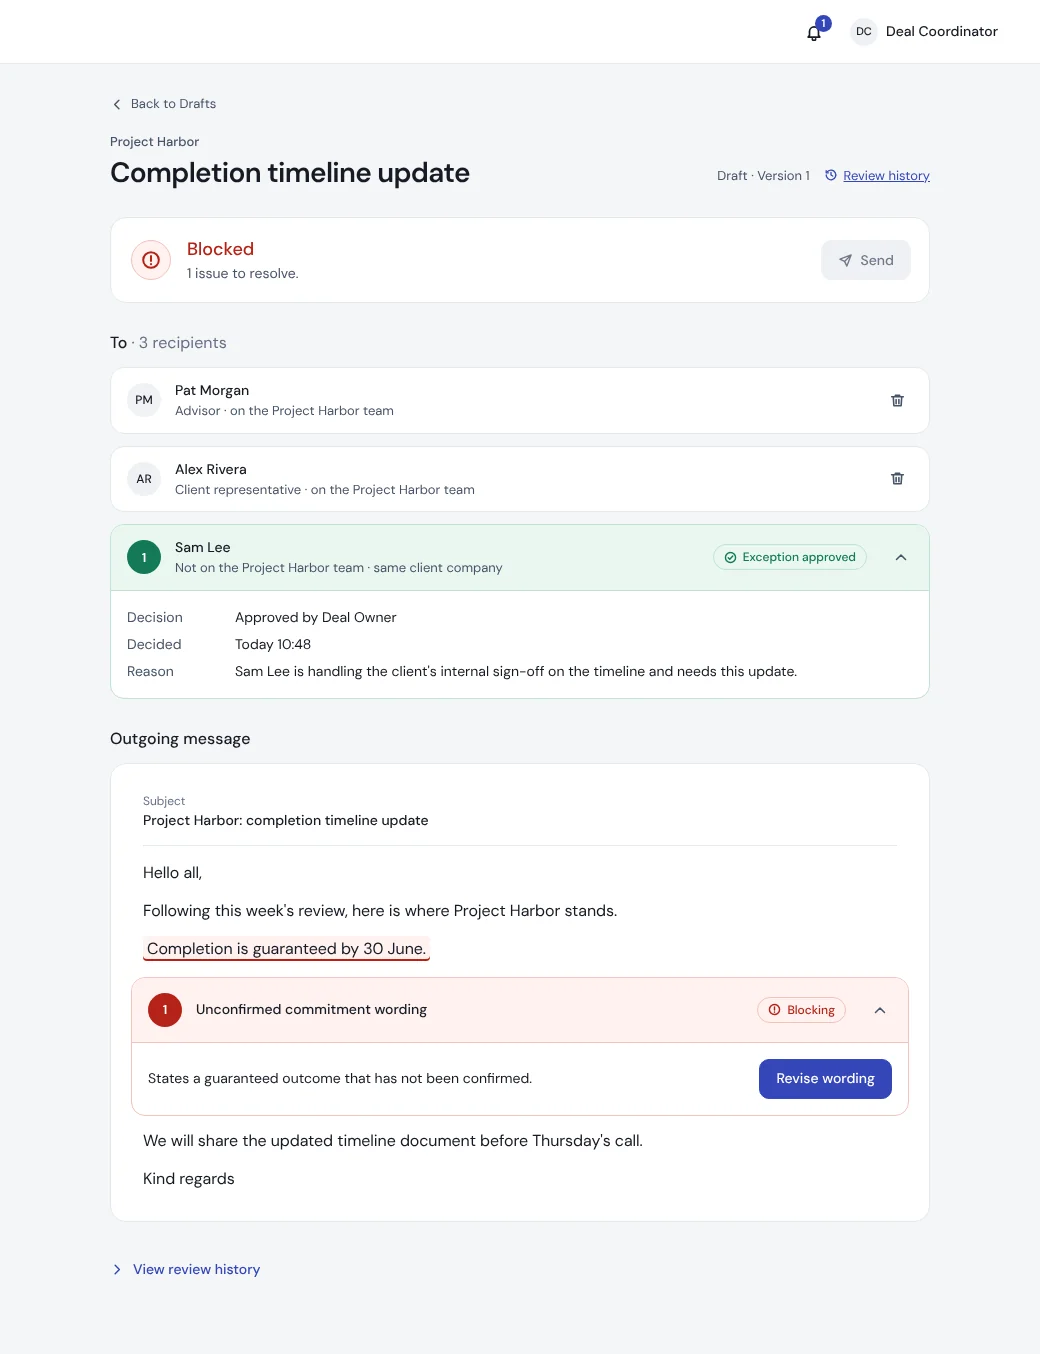 1
DC
Deal Coordinator
Back to Drafts
Project Harbor
Completion timeline update
Draft · Version 1
Review history
Blocked
1 issue to resolve.
Send
To · 3 recipients
PM
Pat Morgan
Advisor · on the Project Harbor team
AR
Alex Rivera
Client representative · on the Project Harbor team
1
Sam Lee
Not on the Project Harbor team · same client company
Exception approved
Decision
Approved by Deal Owner
Decided
Today 10:48
Reason
Sam Lee is handling the client's internal sign-off on the timeline and needs this update.
Outgoing message
Subject
Project Harbor: completion timeline update
Hello all,
Following this week's review, here is where Project Harbor stands.
Completion is guaranteed by 30 June.
1
Unconfirmed commitment wording
Blocking
States a guaranteed outcome that has not been confirmed.
Revise wording
We will share the updated timeline document before Thursday's call.
Kind regards
View review history